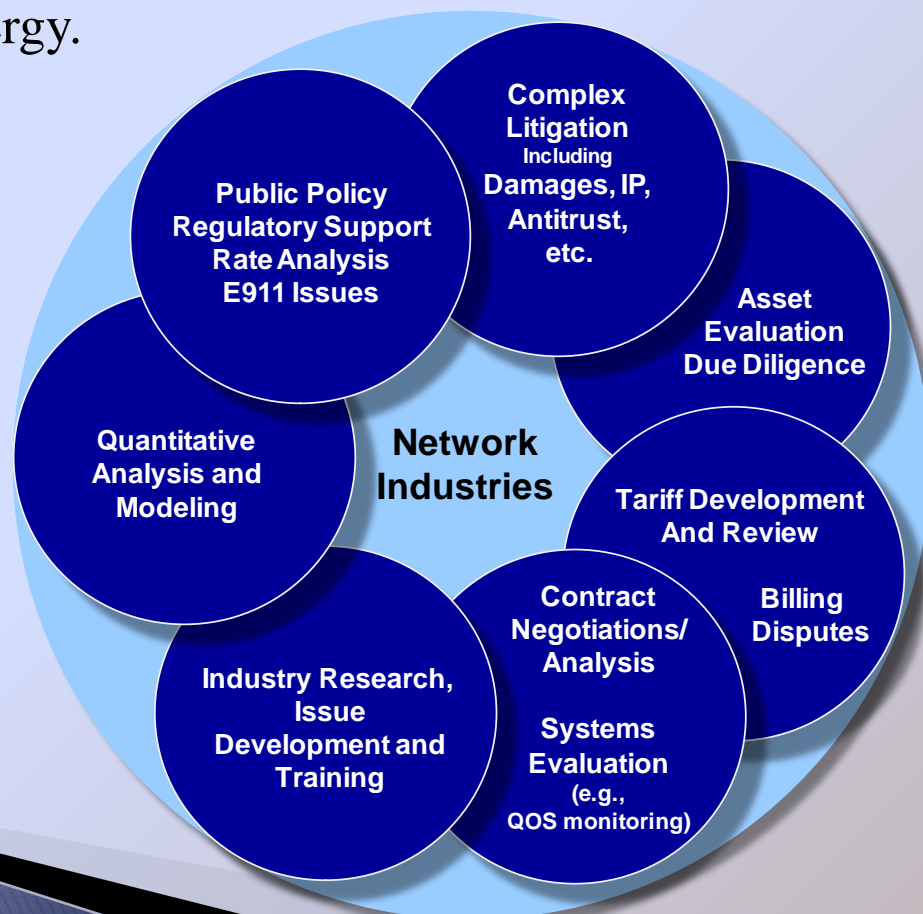 rgy.
Complex
Litigation
Including
Damages, IP,
Antitrust,
etc.
Public Policy
Regulatory Support
Rate Analysis
E911 Issues
Asset
Evaluation
Due Diligence
Quantitative
Analysis and
Modeling
Network
Industries
Tariff Development
And Review
Billing
Disputes
Contract
Negotiations/
Analysis
Systems
Evaluation
(e.g.,
QOS monitoring)
Industry Research,
Issue
Development and
Training